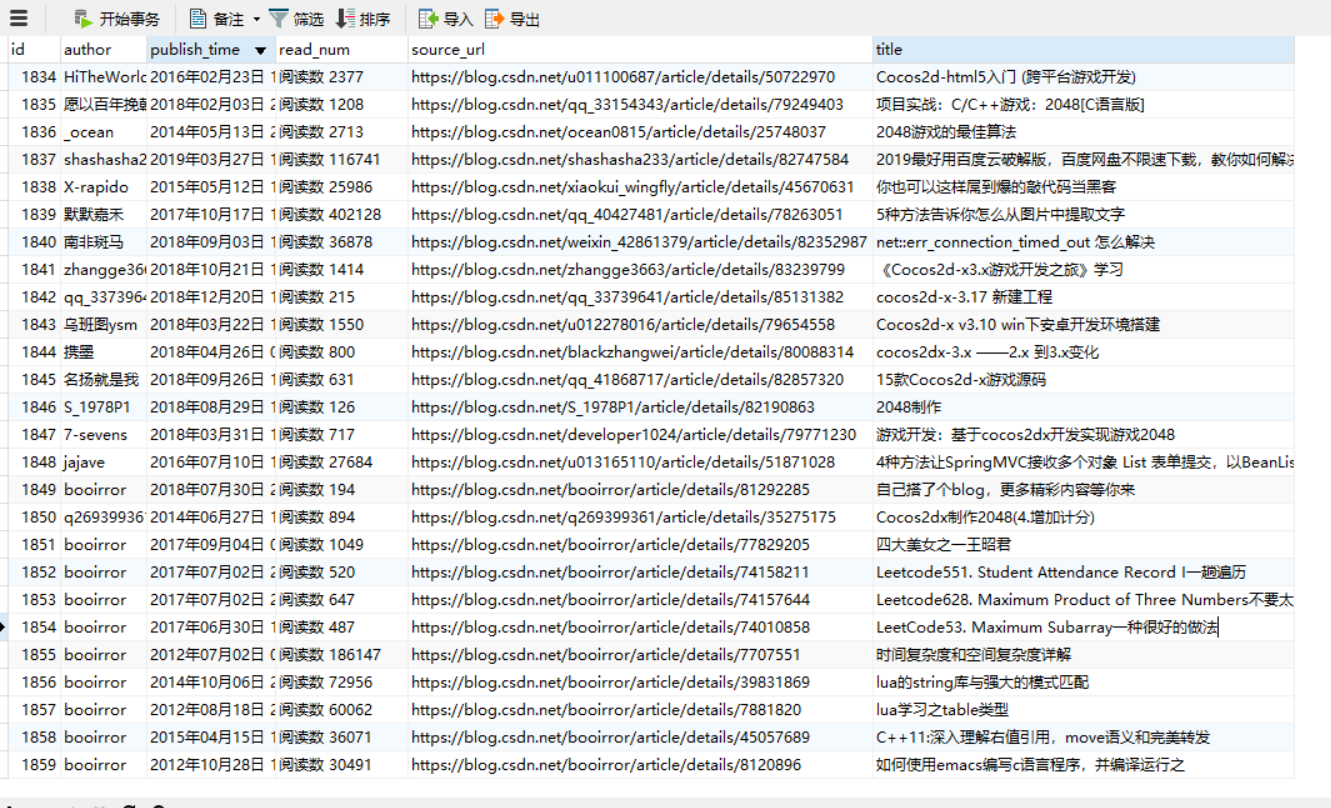 开始事务 备注 筛选 排序 导入 导出
id author publish_time read_num source_url title
1834 HiTheWorld 2016年02月23日 1 阅读数 2377 https://blog.csdn.net/u011100687/article/details/50722970 Cocos2d-html5入门 (跨平台游戏开发)
1835 愿以百年挽 2018年02月03日 2 阅读数 1208 https://blog.csdn.net/qq_33154343/article/details/79249403 项目实战：C/C++游戏：2048[C语言版]
1836 _ocean 2014年05月13日 2 阅读数 2713 https://blog.csdn.net/ocean0815/article/details/25748037 2048游戏的最佳算法
1837 shashasha2 2019年03月27日 1 阅读数 116741 https://blog.csdn.net/shashasha233/article/details/82747584 2019最好用百度云破解版，百度网盘不限速下载，教你如何解决
1838 X-rapido 2015年05月12日 1 阅读数 25986 https://blog.csdn.net/xiaokui_wingfly/article/details/45670631 你也可以这样屌到爆的敲代码当黑客
1839 默默嘉禾 2017年10月17日 1 阅读数 402128 https://blog.csdn.net/qq_40427481/article/details/78263051 5种方法告诉你怎么从图片中提取文字
1840 南非斑马 2018年09月03日 1 阅读数 36878 https://blog.csdn.net/weixin_42861379/article/details/82352987 net::err_connection_timed_out 怎么解决
1841 zhangge36 2018年10月21日 1 阅读数 1414 https://blog.csdn.net/zhangge3663/article/details/83239799 《Cocos2d-x3.x游戏开发之旅》学习
1842 qq_3373964 2018年12月20日 1 阅读数 215 https://blog.csdn.net/qq_33739641/article/details/85131382 cocos2d-x-3.17 新建工程
1843 乌班图ysm 2018年03月22日 1 阅读数 1550 https://blog.csdn.net/u012278016/article/details/79654558 Cocos2d-x v3.10 win下安卓开发环境搭建
1844 携墨 2018年04月26日 0 阅读数 800 https://blog.csdn.net/blackzhangwei/article/details/80088314 cocos2dx-3.x ——2.x 到3.x变化
1845 名扬就是我 2018年09月26日 1 阅读数 631 https://blog.csdn.net/qq_41868717/article/details/82857320 15款Cocos2d-x游戏源码
1846 S_1978P1 2018年08月29日 1 阅读数 126 https://blog.csdn.net/S_1978P1/article/details/82190863 2048制作
1847 7-sevens 2018年03月31日 1 阅读数 717 https://blog.csdn.net/developer1024/article/details/79771230 游戏开发：基于cocos2dx开发实现游戏2048
1848 jajave 2016年07月10日 1 阅读数 27684 https://blog.csdn.net/u013165110/article/details/51871028 4种方法让SpringMVC接收多个对象 List 表单提交，以BeanLis
1849 booirror 2018年07月30日 2 阅读数 194 https://blog.csdn.net/booirror/article/details/81292285 自己搭了个blog，更多精彩内容等你来
1850 q269399361 2014年06月27日 1 阅读数 894 https://blog.csdn.net/q269399361/article/details/35275175 Cocos2dx制作2048(4.增加计分)
1851 booirror 2017年09月04日 0 阅读数 1049 https://blog.csdn.net/booirror/article/details/77829205 四大美女之一王昭君
1852 booirror 2017年07月02日 2 阅读数 520 https://blog.csdn.net/booirror/article/details/74158211 Leetcode551. Student Attendance Record I一趟遍历
1853 booirror 2017年07月02日 2 阅读数 647 https://blog.csdn.net/booirror/article/details/74157644 Leetcode628. Maximum Product of Three Numbers不要太
1854 booirror 2017年06月30日 1 阅读数 487 https://blog.csdn.net/booirror/article/details/74010858 LeetCode53. Maximum Subarray一种很好的做法
1855 booirror 2012年07月02日 0 阅读数 186147 https://blog.csdn.net/booirror/article/details/7707551 时间复杂度和空间复杂度详解
1856 booirror 2014年10月06日 2 阅读数 72956 https://blog.csdn.net/booirror/article/details/39831869 lua的string库与强大的模式匹配
1857 booirror 2012年08月18日 2 阅读数 60062 https://blog.csdn.net/booirror/article/details/7881820 lua学习之table类型
1858 booirror 2015年04月15日 1 阅读数 36071 https://blog.csdn.net/booirror/article/details/45057689 C++11:深入理解右值引用，move语义和完美转发
1859 booirror 2012年10月28日 1 阅读数 30491 https://blog.csdn.net/booirror/article/details/8120896 如何使用emacs编写c语言程序，并编译运行之